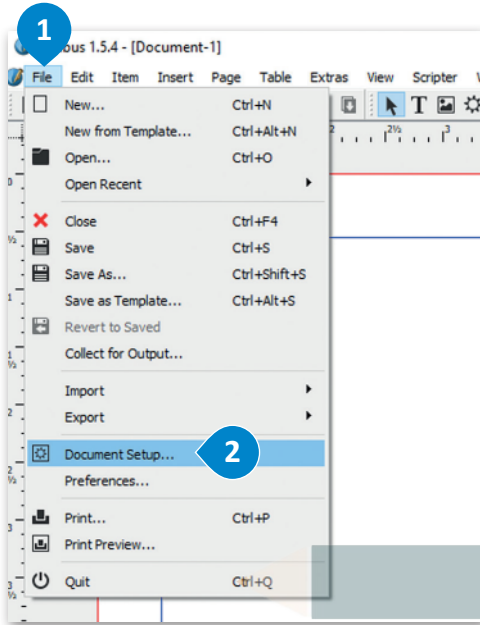 1
bus 1.5.4 - [Document-1]
File Edit Item Insert Page Table Extras View Scripter
New... Ctrl+N
New from Template... Ctrl+Alt+N
Open... Ctrl+O
Open Recent
Close Ctrl+F4
Save Ctrl+S
Save As... Ctrl+Shift+S
Save as Template... Ctrl+Alt+S
Revert to Saved
Collect for Output...
Import
Export
Document Setup... 2
Preferences...
Print... Ctrl+P
Print Preview...
Quit Ctrl+Q